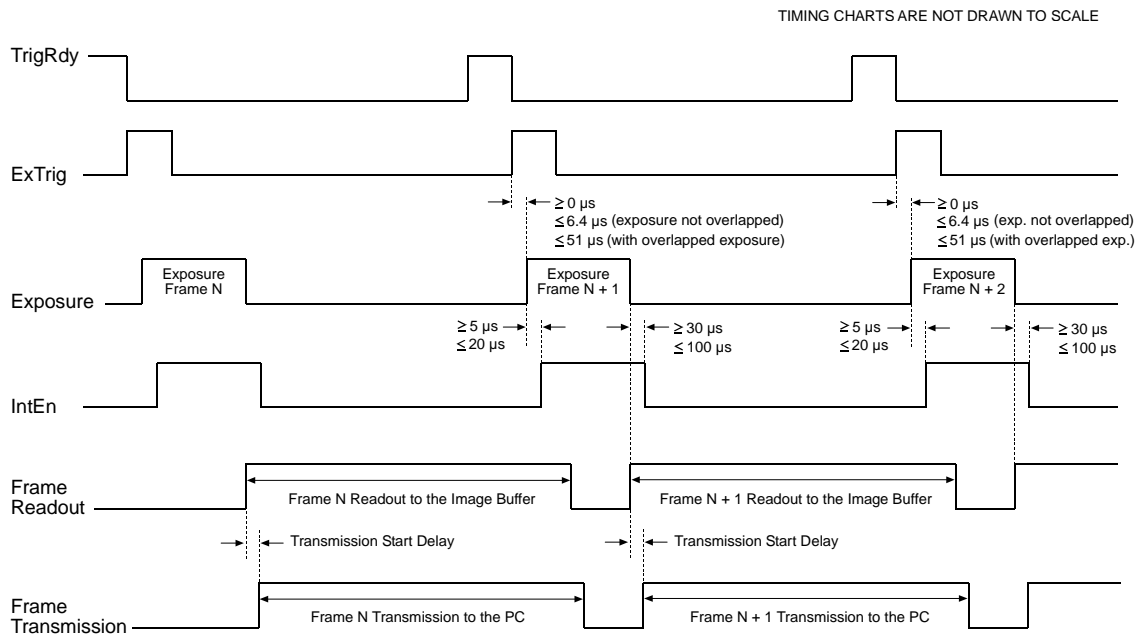 TIMING CHARTS ARE NOT DRAWN TO SCALE
TrigRdy
ExTrig
≥ 0 µs
≤ 6.4 µs (exposure not overlapped)
≤ 51 µs (with overlapped exposure)
≥ 0 µs
≤ 6.4 µs (exp. not overlapped)
≤ 51 µs (with overlapped exp.)
Exposure
Exposure
Frame N
Exposure
Frame N + 1
Exposure
Frame N + 2
≥ 5 µs
≤ 20 µs
≥ 30 µs
≤ 100 µs
≥ 5 µs
≤ 20 µs
≥ 30 µs
≤ 100 µs
IntEn
Frame
Readout
Frame N Readout to the Image Buffer
Frame N + 1 Readout to the Image Buffer
Transmission Start Delay
Transmission Start Delay
Frame
Transmission
Frame N Transmission to the PC
Frame N + 1 Transmission to the PC